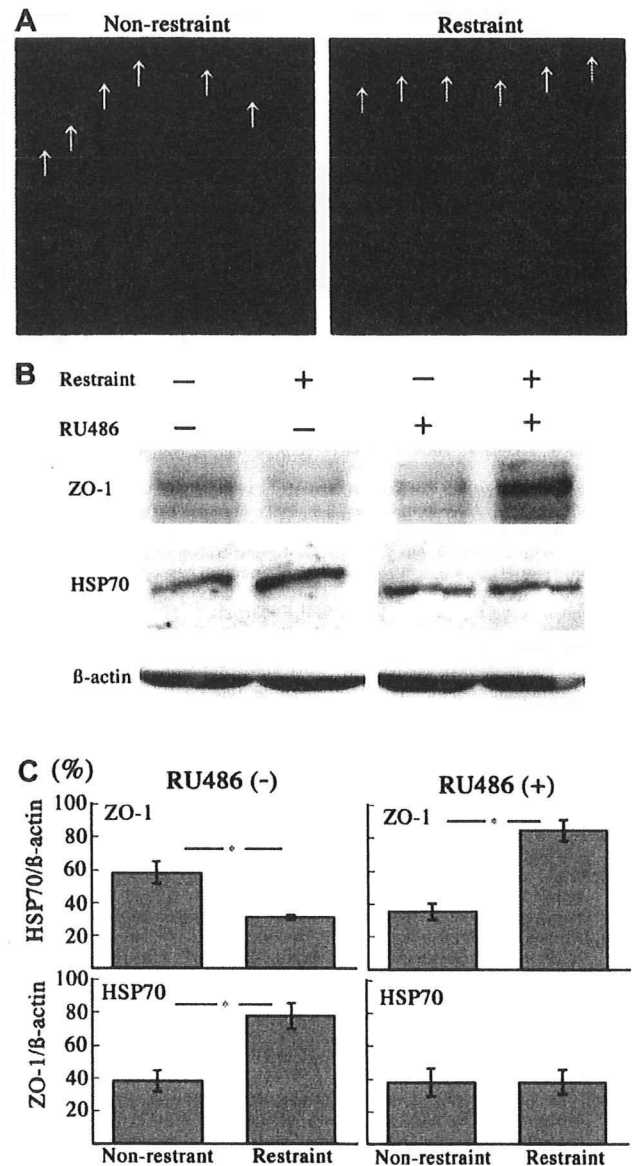 A
Non-restraint Restraint
B
Restraint — + — +
RU486 — — + +
ZO-1
HSP70
ß-actin
C (%)
RU486 (-) RU486 (+)
HSP70/ß-actin
100
80
60
40
20
ZO-1
*
ZO-1
*
ZO-1/ß-actin
100
80
60
40
20
HSP70
*
HSP70
Non-restrant Restraint Non-restraint Restraint